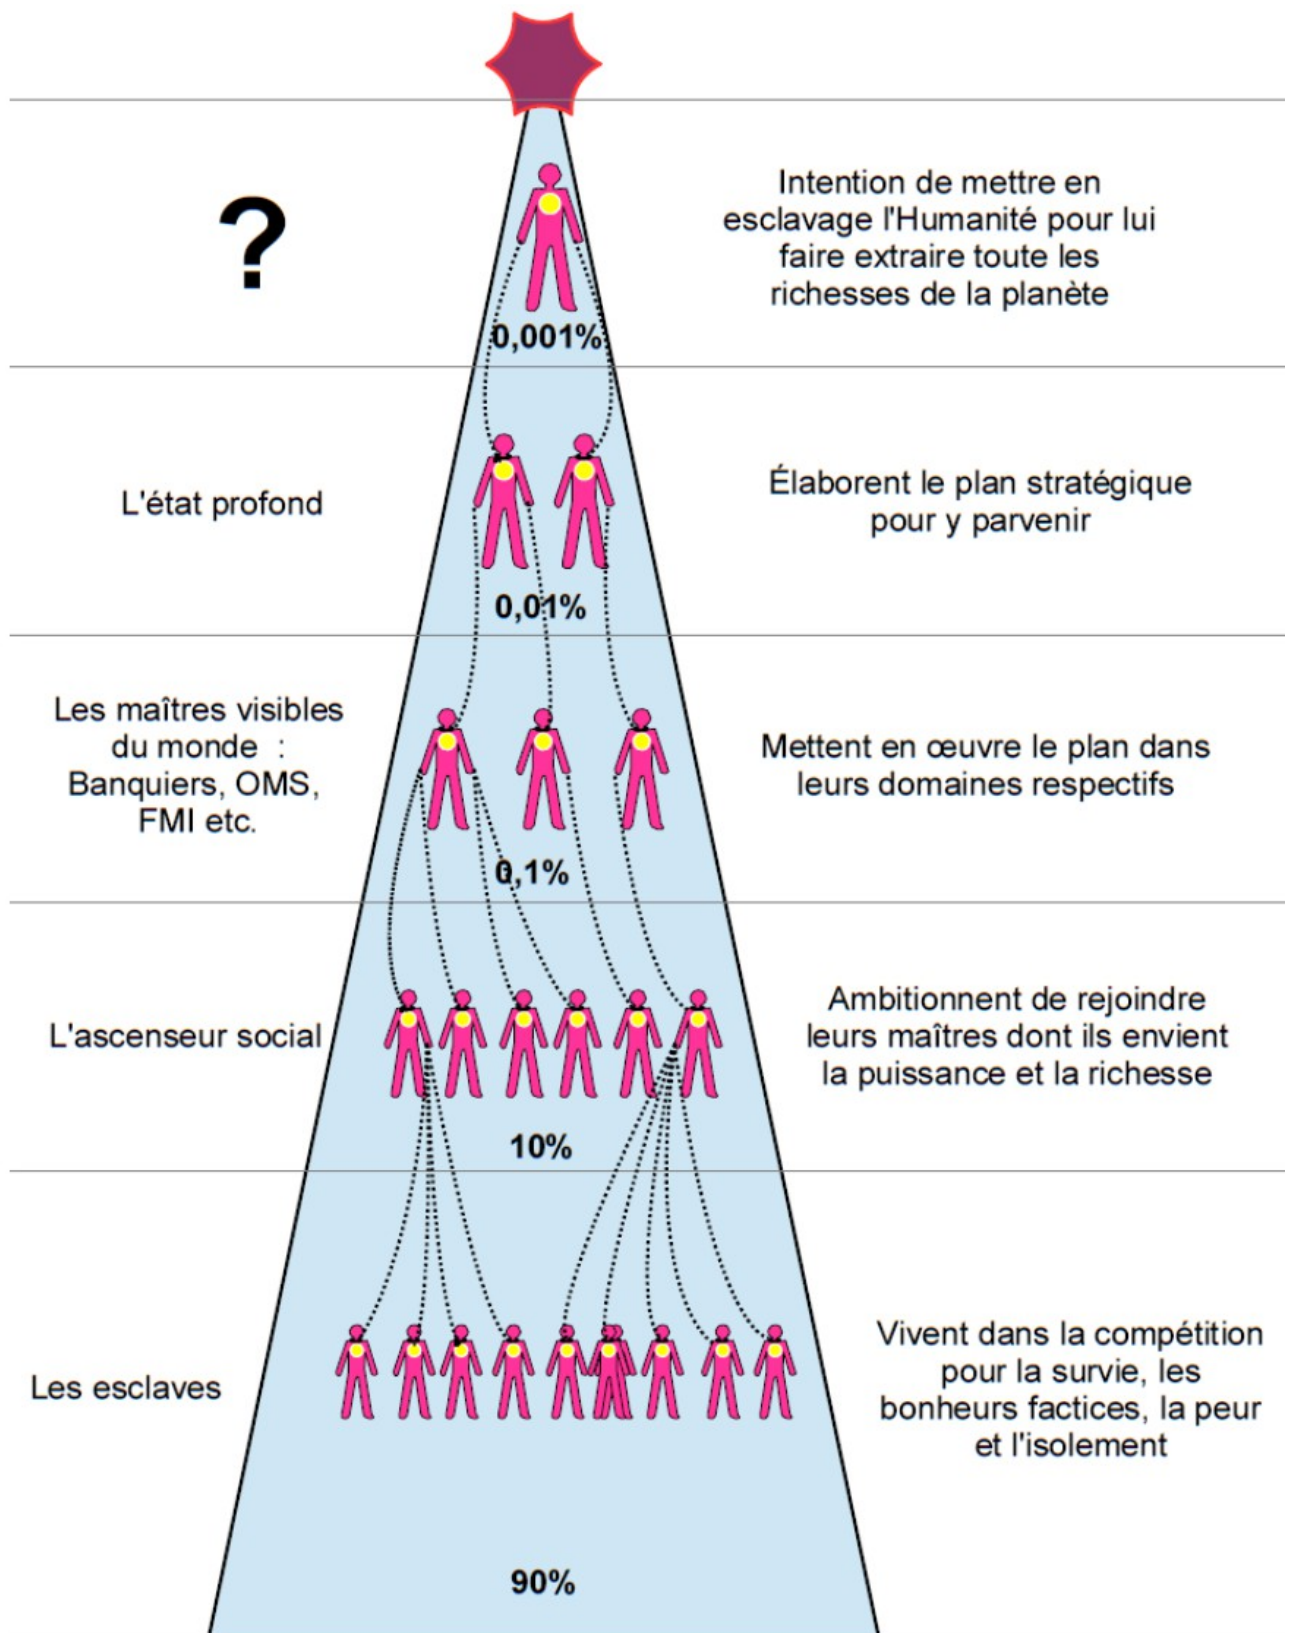 ?
Intention de mettre en
esclavage l'Humanité pour lui
faire extraire toute les
richesses de la planète
0,001%
L'état profond
Élaborent le plan stratégique
pour y parvenir
0,01%
Les maîtres visibles
du monde :
Banquiers, OMS,
FMI etc.
Mettent en œuvre le plan dans
leurs domaines respectifs
0,1%
L'ascenseur social
Ambitionnent de rejoindre
leurs maîtres dont ils envient
la puissance et la richesse
10%
Les esclaves
Vivent dans la compétition
pour la survie, les
bonheurs factices, la peur
et l'isolement
90%